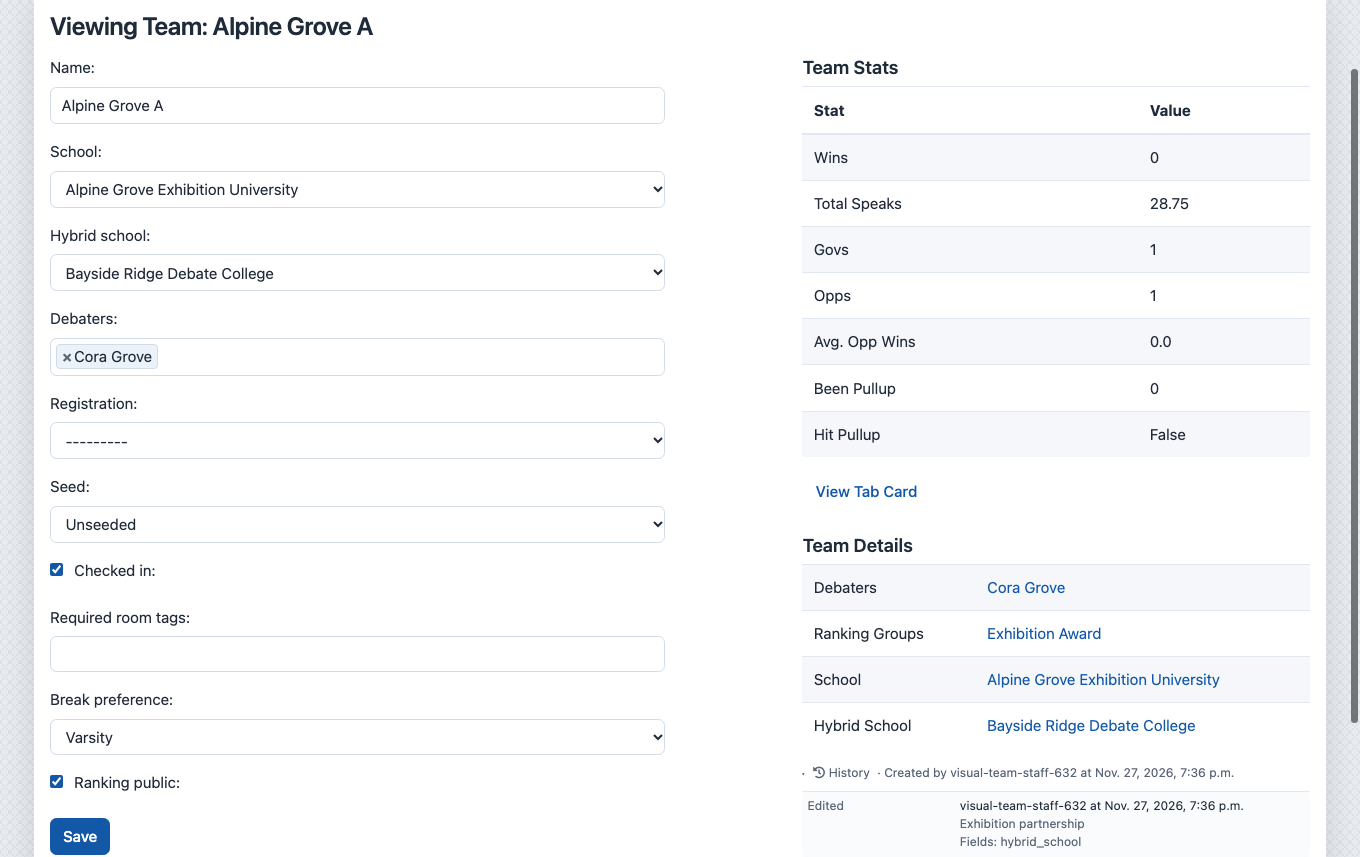 Viewing Team: Alpine Grove A
Name:
Alpine Grove A
School:
Alpine Grove Exhibition University
Hybrid school:
Bayside Ridge Debate College
Debaters:
×Cora Grove
Registration:
---------
Seed:
Unseeded
Checked in:
Required room tags:
Break preference:
Varsity
Ranking public:
Save
Team Stats
Stat Value
Wins 0
Total Speaks 28.75
Govs 1
Opps 1
Avg. Opp Wins 0.0
Been Pullup 0
Hit Pullup False
View Tab Card
Team Details
Debaters Cora Grove
Ranking Groups Exhibition Award
School Alpine Grove Exhibition University
Hybrid School Bayside Ridge Debate College
· History · Created by visual-team-staff-632 at Nov. 27, 2026, 7:36 p.m.
Edited visual-team-staff-632 at Nov. 27, 2026, 7:36 p.m.
Exhibition partnership
Fields: hybrid_school